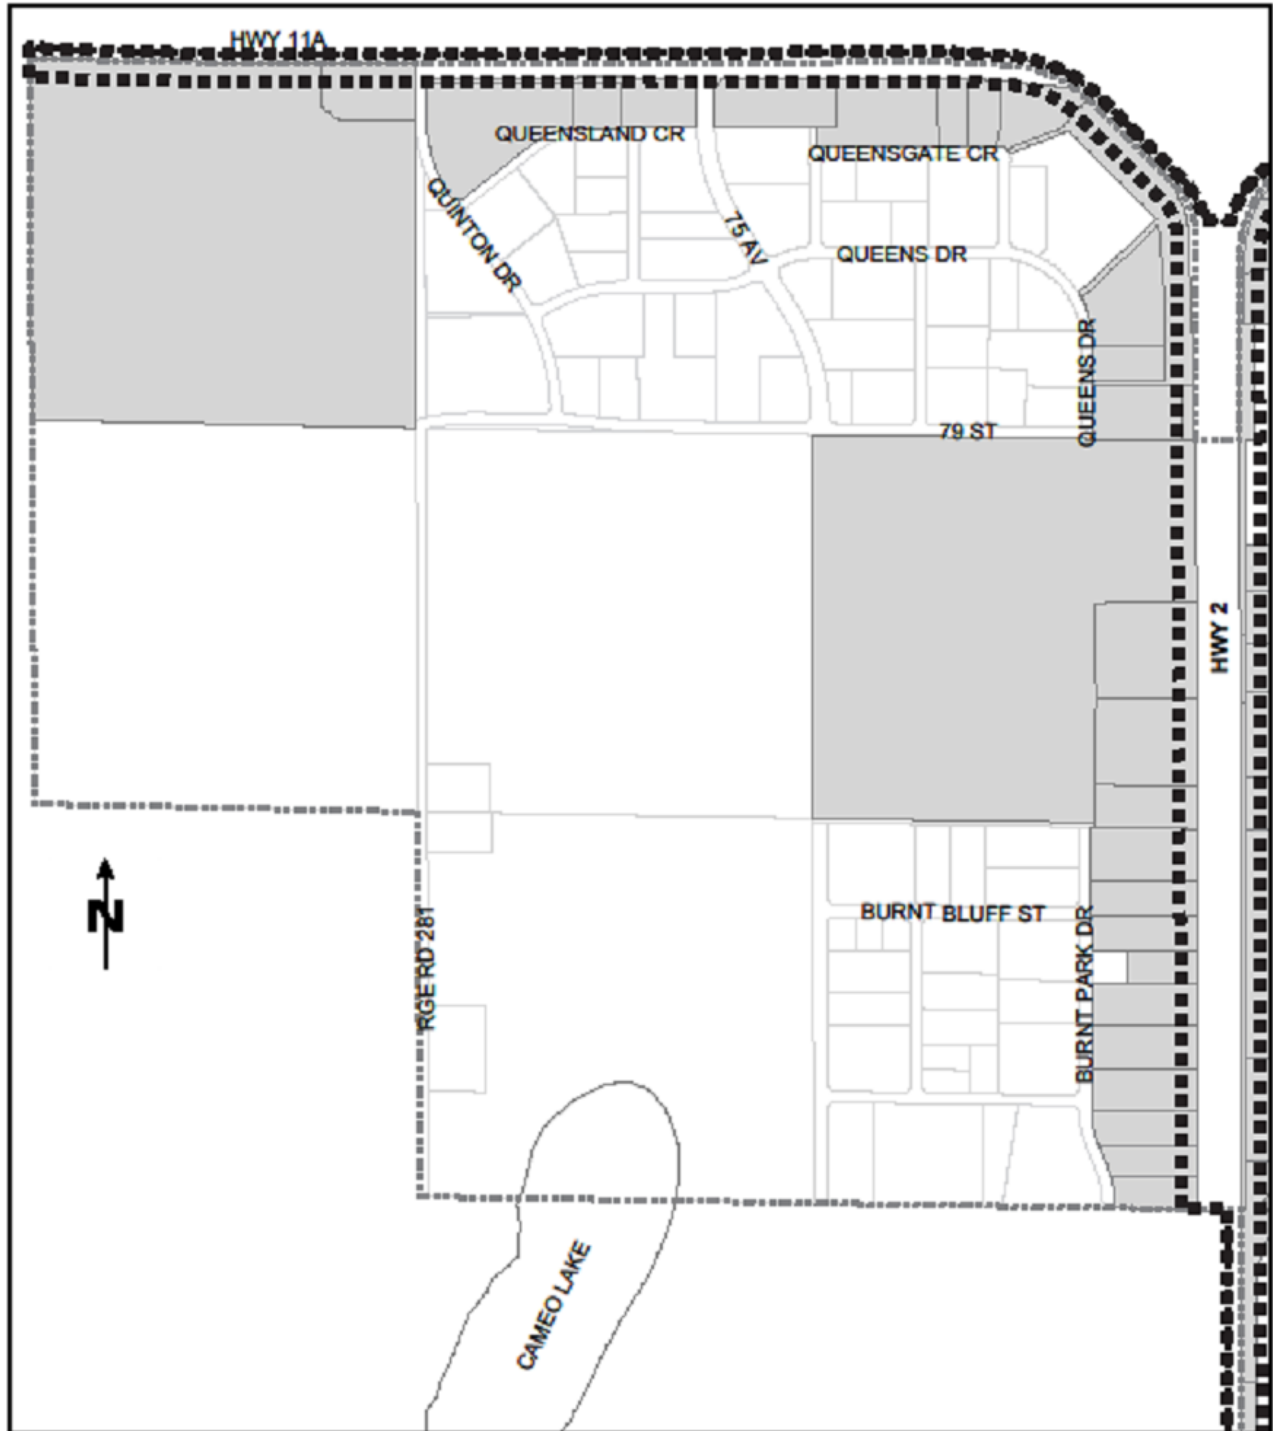 HWY 11A
QUEENSLAND CR
QUEENSGATE CR
QUINTON DR
75 AV
QUEENS DR
QUEENS DR
79 ST
HWY 2
N
BURNT BLUFF ST
RGE RD 281
BURNT PARK DR
CAMEO LAKE